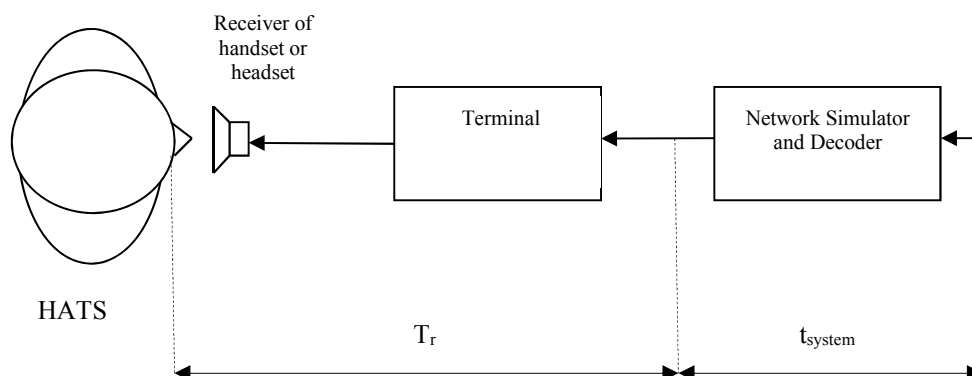 Receiver of
handset or
headset
Terminal
Network Simulator
and Decoder
HATS
Tr
tsystem